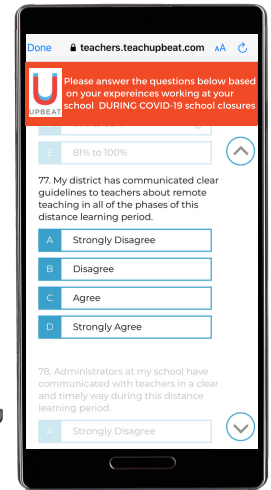 Done teachers.teachupbeat.com AA
UPBEAT
Please answer the questions below based
on your expereinces working at your
school DURING COVID-19 school closures
E 81% to 100%
77. My district has communicated clear
guidelines to teachers about remote
teaching in all of the phases of this
distance learning period.
A Strongly Disagree
B Disagree
C Agree
D Strongly Agree
78. Administrators at my school have
communicated with teachers in a clear
and timely way during this distance
learning period.
A Strongly Disagree